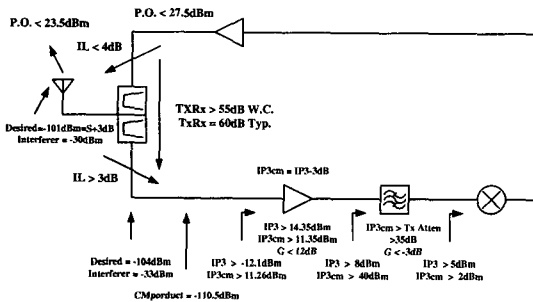 P.O. < 27.5dBm
P.O. < 23.5dBm
IL < 4dB
TXRx > 55dB W.C.
TxRx = 60dB Typ.
Desired=-101dBm=S+3dB
Interferer = -30dBm
IL > 3dB
IP3cm = IP3-3dB
IP3 > 14.35dBm
IP3cm > 11.35dBm
G < 12dB
IP3cm > Tx Atten
>35dB
G < -3dB
Desired = -104dBm
Interferer = -33dBm
IP3 > -12.1dBm
IP3cm > 11.26dBm
IP3 > 8dBm
IP3cm > 40dBm
IP3 > 5dBm
IP3cm > 2dBm
CMporduct = -110.5dBm